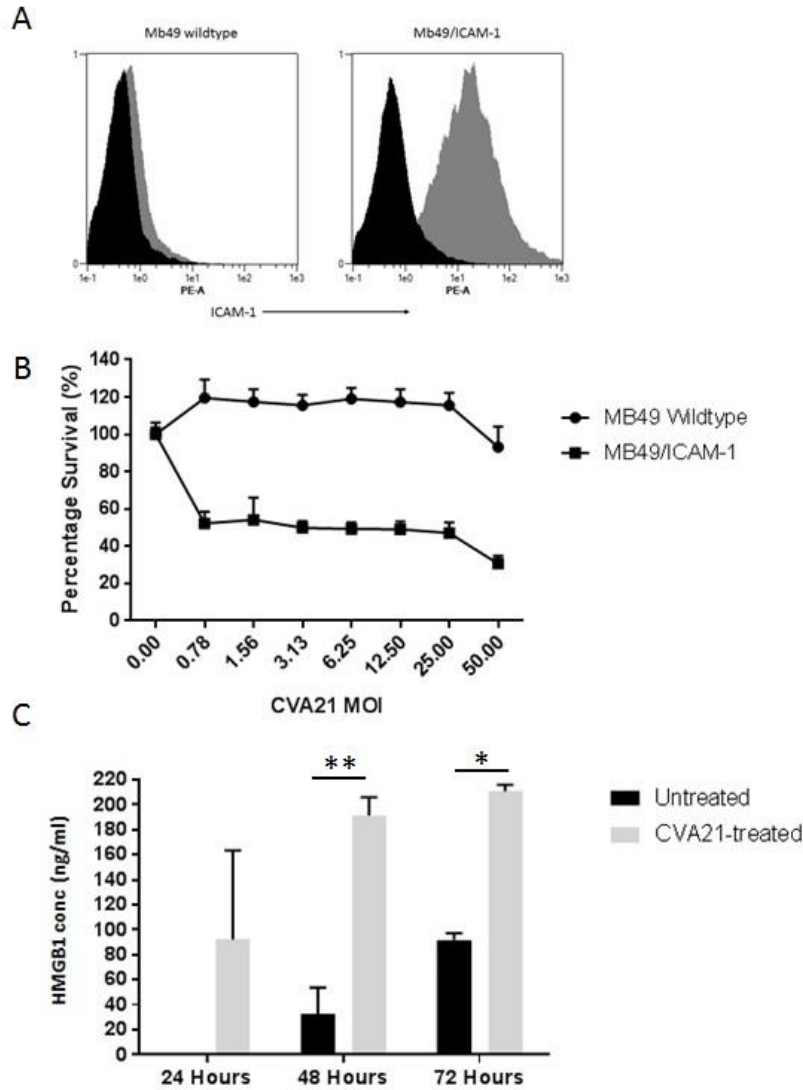 A
Mb49 wildtype
Mb49/ICAM-1
1
0
1e-1 1e0 1e1 1e2 1e3
PE-A
1
0
1e-1 1e0 1e1 1e2 1e3
PE-A
ICAM-1
B
Percentage Survival (%)
140
120
100
80
60
40
20
0
0.00 0.78 1.56 3.13 6.25 12.50 25.00 50.00
CVA21 MOI
MB49 Wildtype
MB49/ICAM-1
C
HMGB1 conc (ng/ml)
220
200
180
160
140
120
100
80
60
40
20
0
** *
24 Hours 48 Hours 72 Hours
Untreated
CVA21-treated